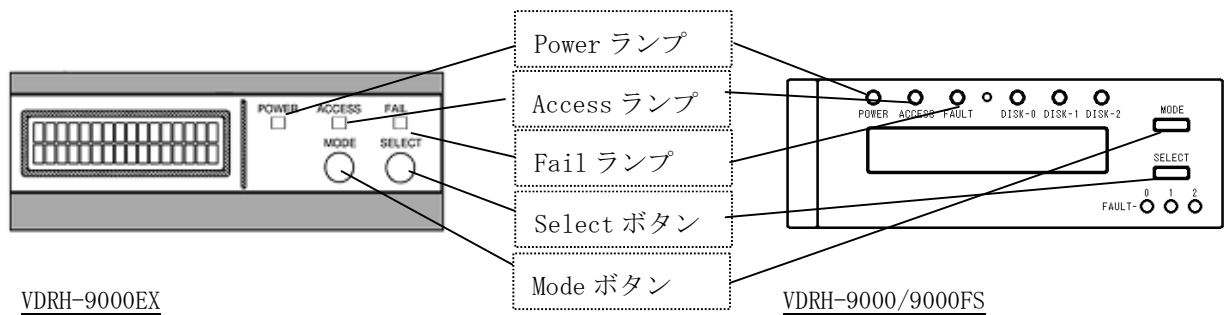 Power ランプ
Access ランプ
Fail ランプ
Select ボタン
Mode ボタン
POWER ACCESS FAIL
MODE SELECT
VDRH-9000EX
POWER ACCESS FAULT DISK-0 DISK-1 DISK-2
MODE
SELECT
0 1 2
FAULT-
VDRH-9000/9000FS